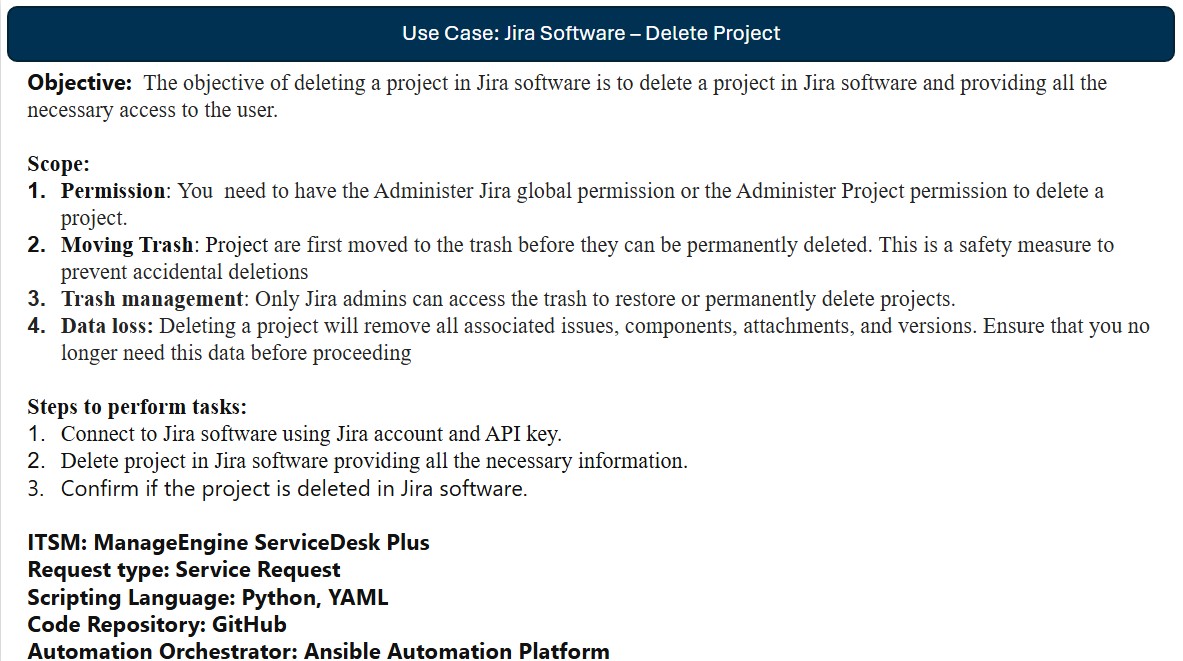 Use Case: Jira Software – Delete Project
Objective: The objective of deleting a project in Jira software is to delete a project in Jira software and providing all the
necessary access to the user.
Scope:
1. Permission: You need to have the Administer Jira global permission or the Administer Project permission to delete a
project.
2. Moving Trash: Project are first moved to the trash before they can be permanently deleted. This is a safety measure to
prevent accidental deletions
3. Trash management: Only Jira admins can access the trash to restore or permanently delete projects.
4. Data loss: Deleting a project will remove all associated issues, components, attachments, and versions. Ensure that you no
longer need this data before proceeding
Steps to perform tasks:
1. Connect to Jira software using Jira account and API key.
2. Delete project in Jira software providing all the necessary information.
3. Confirm if the project is deleted in Jira software.
ITSM: ManageEngine ServiceDesk Plus
Request type: Service Request
Scripting Language: Python, YAML
Code Repository: GitHub
Automation Orchestrator: Ansible Automation Platform